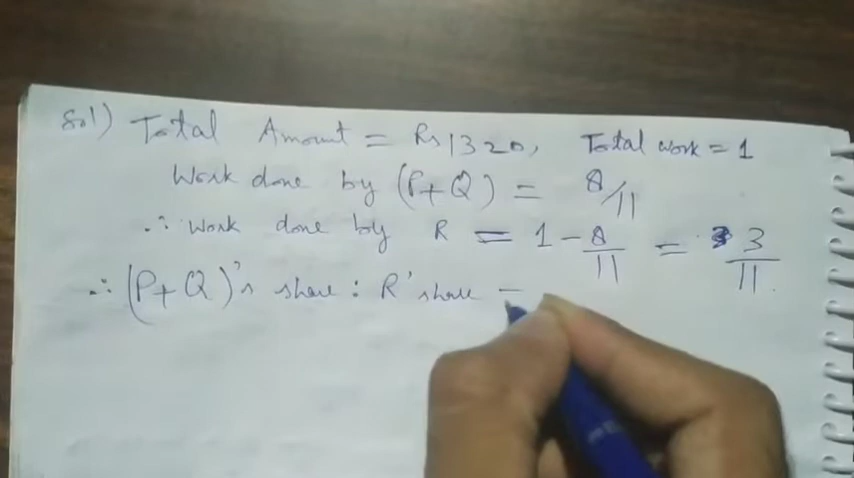 Sol) Total Amount = Rs 1320, Total work = 1
Work done by (P+Q) = 8/11
∴ Work done by R = 1 - 8/11 = 3/11.
∴ (P+Q)'s share : R' share =